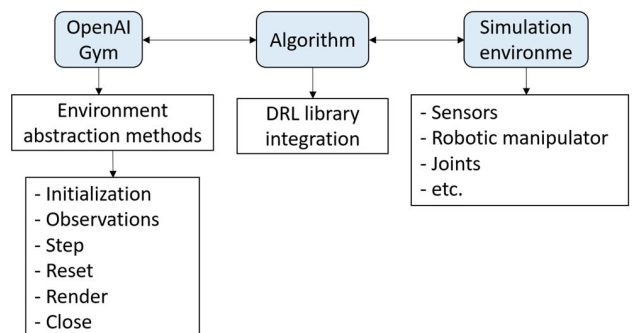 OpenAI
Gym
Algorithm
Simulation
environme
Environment
abstraction methods
DRL library
integration
- Sensors
- Robotic manipulator
- Joints
- etc.
- Initialization
- Observations
- Step
- Reset
- Render
- Close